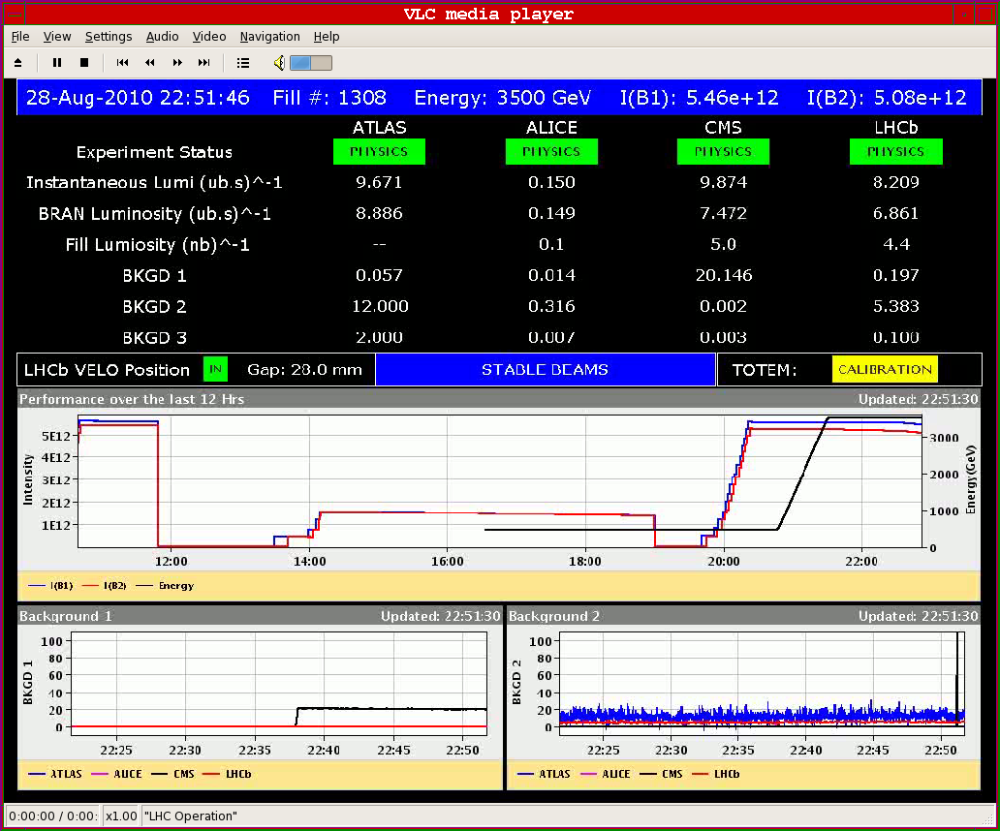 VLC media player
File View Settings Audio Video Navigation Help
28-Aug-2010 22:51:46 Fill #: 1308 Energy: 3500 GeV I(B1): 5.46e+12 I(B2): 5.08e+12
ATLAS ALICE CMS LHCb
Experiment Status PHYSICS PHYSICS PHYSICS PHYSICS
Instantaneous Lumi (ub.s)^-1 9.671 0.150 9.874 8.209
BRAN Luminosity (ub.s)^-1 8.886 0.149 7.472 6.861
Fill Lumiosity (nb)^-1 -- 0.1 5.0 4.4
BKGD 1 0.057 0.014 20.146 0.197
BKGD 2 12.000 0.316 0.002 5.383
BKGD 3 2.000 0.007 0.003 0.100
LHCb VELO Position IN Gap: 28.0 mm STABLE BEAMS TOTEM: CALIBRATION
Performance over the last 12 Hrs Updated: 22:51:30
Intensity
5E12
4E12
3E12
2E12
1E12
3000
2000
1000
0
Energy(GeV)
12:00 14:00 16:00 18:00 20:00 22:00
I(B1) I(B2) Energy
Background 1 Updated: 22:51:30
BKGD 1
100
80
60
40
20
0
22:25 22:30 22:35 22:40 22:45 22:50
ATLAS ALICE CMS LHCb
Background 2 Updated: 22:51:30
BKGD 2
100
80
60
40
20
0
22:25 22:30 22:35 22:40 22:45 22:50
ATLAS ALICE CMS LHCb
0:00:00 / 0:00: x1.00 "LHC Operation"